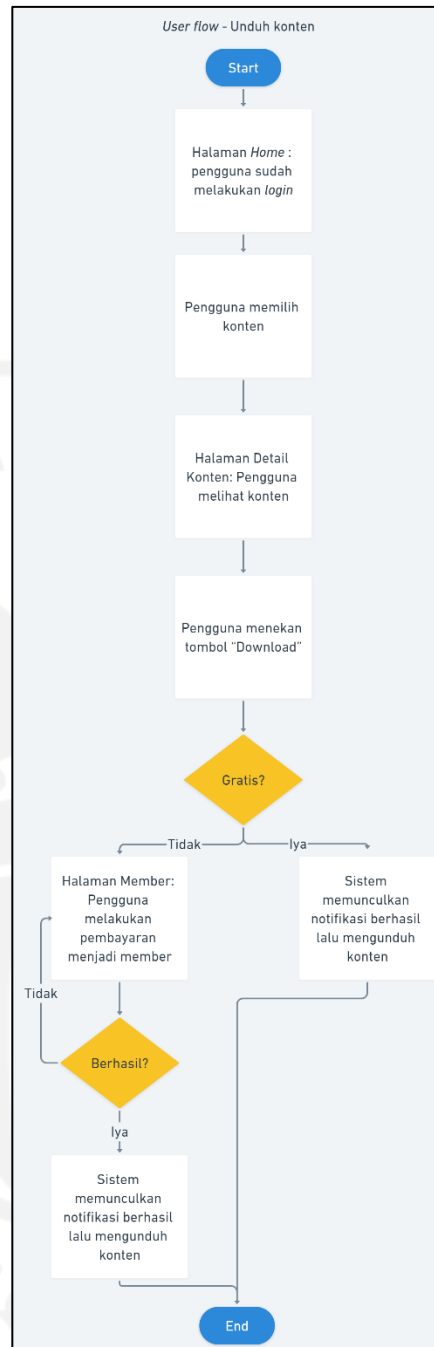 User flow - Unduh konten
Start
Halaman Home :
pengguna sudah
melakukan login
Pengguna memilih
konten
Halaman Detail
Konten: Pengguna
melihat konten
Pengguna menekan
tombol “Download”
Gratis?
Tidak
Iya
Halaman Member:
Pengguna
melakukan
pembayaran
menjadi member
Sistem
memunculkan
notifikasi berhasil
lalu mengunduh
konten
Tidak
Berhasil?
Iya
Sistem
memunculkan
notifikasi berhasil
lalu mengunduh
konten
End